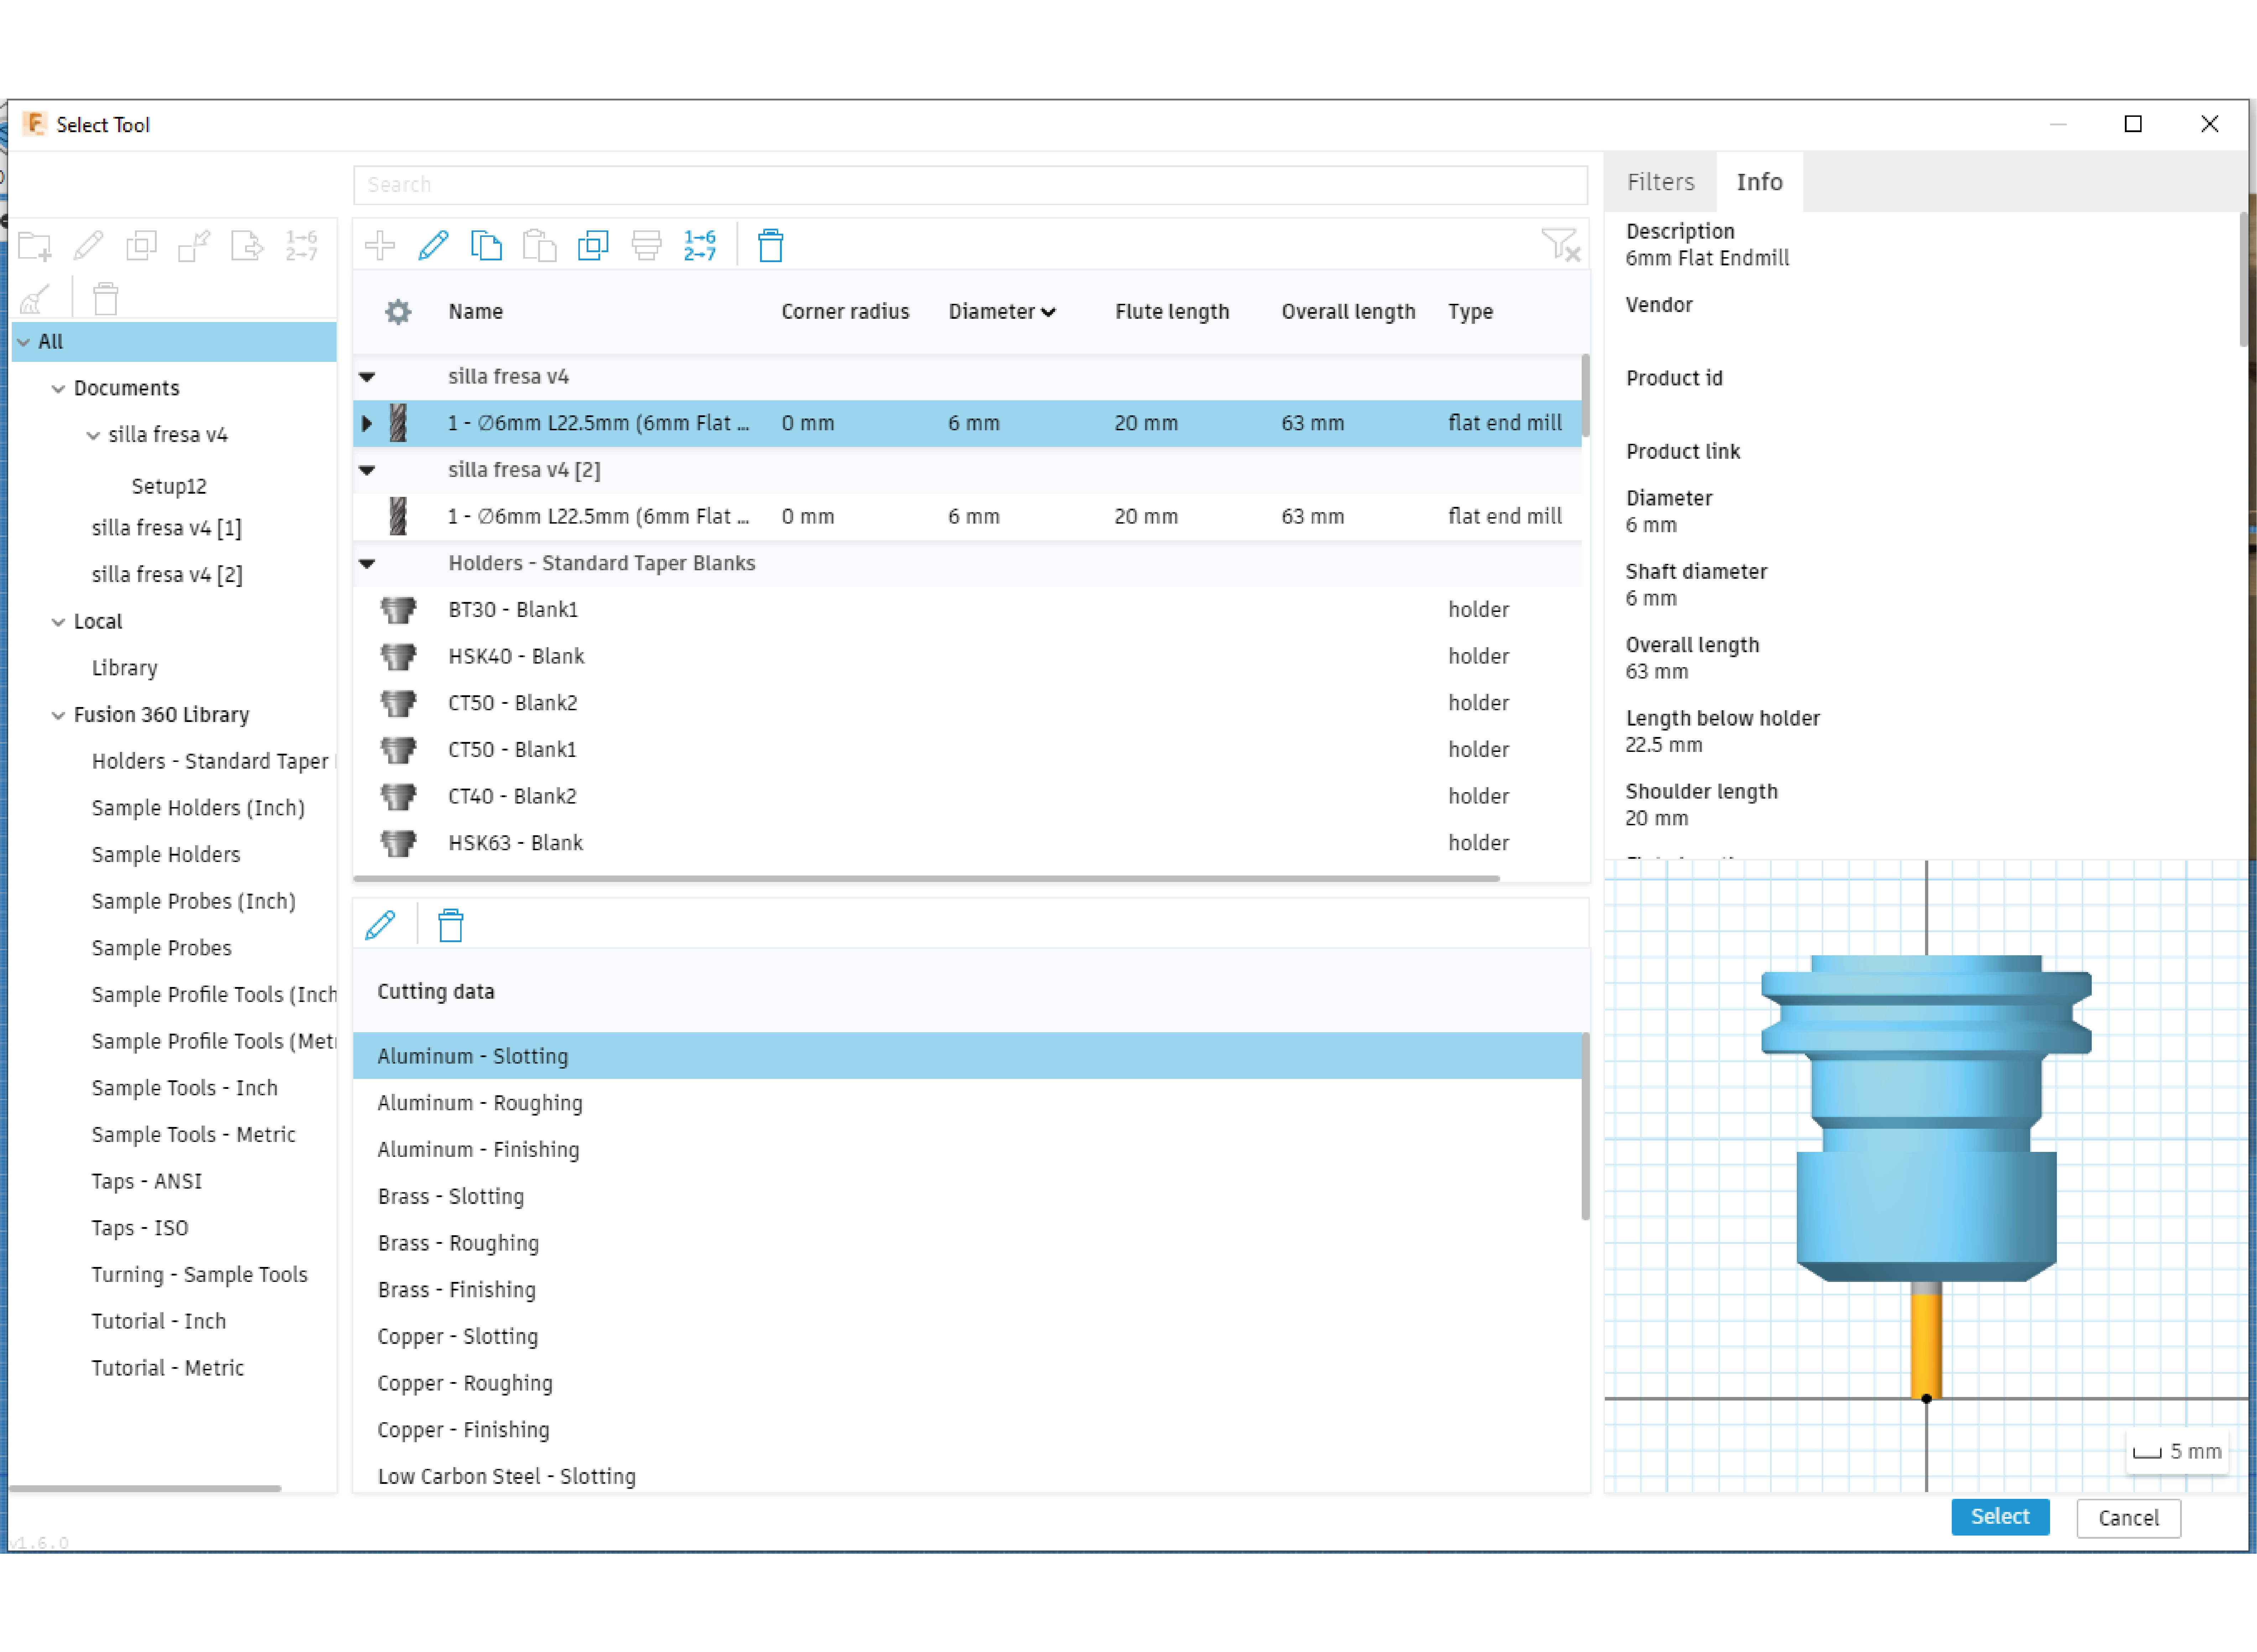 Select Tool
Search
Filters
Info
1→6
2→7
1→6
2→7
All
Documents
silla fresa v4
Setup12
silla fresa v4 [1]
silla fresa v4 [2]
Local
Library
Fusion 360 Library
Holders - Standard Taper
Sample Holders (Inch)
Sample Holders
Sample Probes (Inch)
Sample Probes
Sample Profile Tools (Inch
Sample Profile Tools (Met
Sample Tools - Inch
Sample Tools - Metric
Taps - ANSI
Taps - ISO
Turning - Sample Tools
Tutorial - Inch
Tutorial - Metric
v1.6.0
Name Corner radius Diameter Flute length Overall length Type
silla fresa v4
1 - ∅6mm L22.5mm (6mm Flat ... 0 mm 6 mm 20 mm 63 mm flat end mill
silla fresa v4 [2]
1 - ∅6mm L22.5mm (6mm Flat ... 0 mm 6 mm 20 mm 63 mm flat end mill
Holders - Standard Taper Blanks
BT30 - Blank1 holder
HSK40 - Blank holder
CT50 - Blank2 holder
CT50 - Blank1 holder
CT40 - Blank2 holder
HSK63 - Blank holder
Cutting data
Aluminum - Slotting
Aluminum - Roughing
Aluminum - Finishing
Brass - Slotting
Brass - Roughing
Brass - Finishing
Copper - Slotting
Copper - Roughing
Copper - Finishing
Low Carbon Steel - Slotting
Description
6mm Flat Endmill
Vendor
Product id
Product link
Diameter
6 mm
Shaft diameter
6 mm
Overall length
63 mm
Length below holder
22.5 mm
Shoulder length
20 mm
5 mm
Select
Cancel